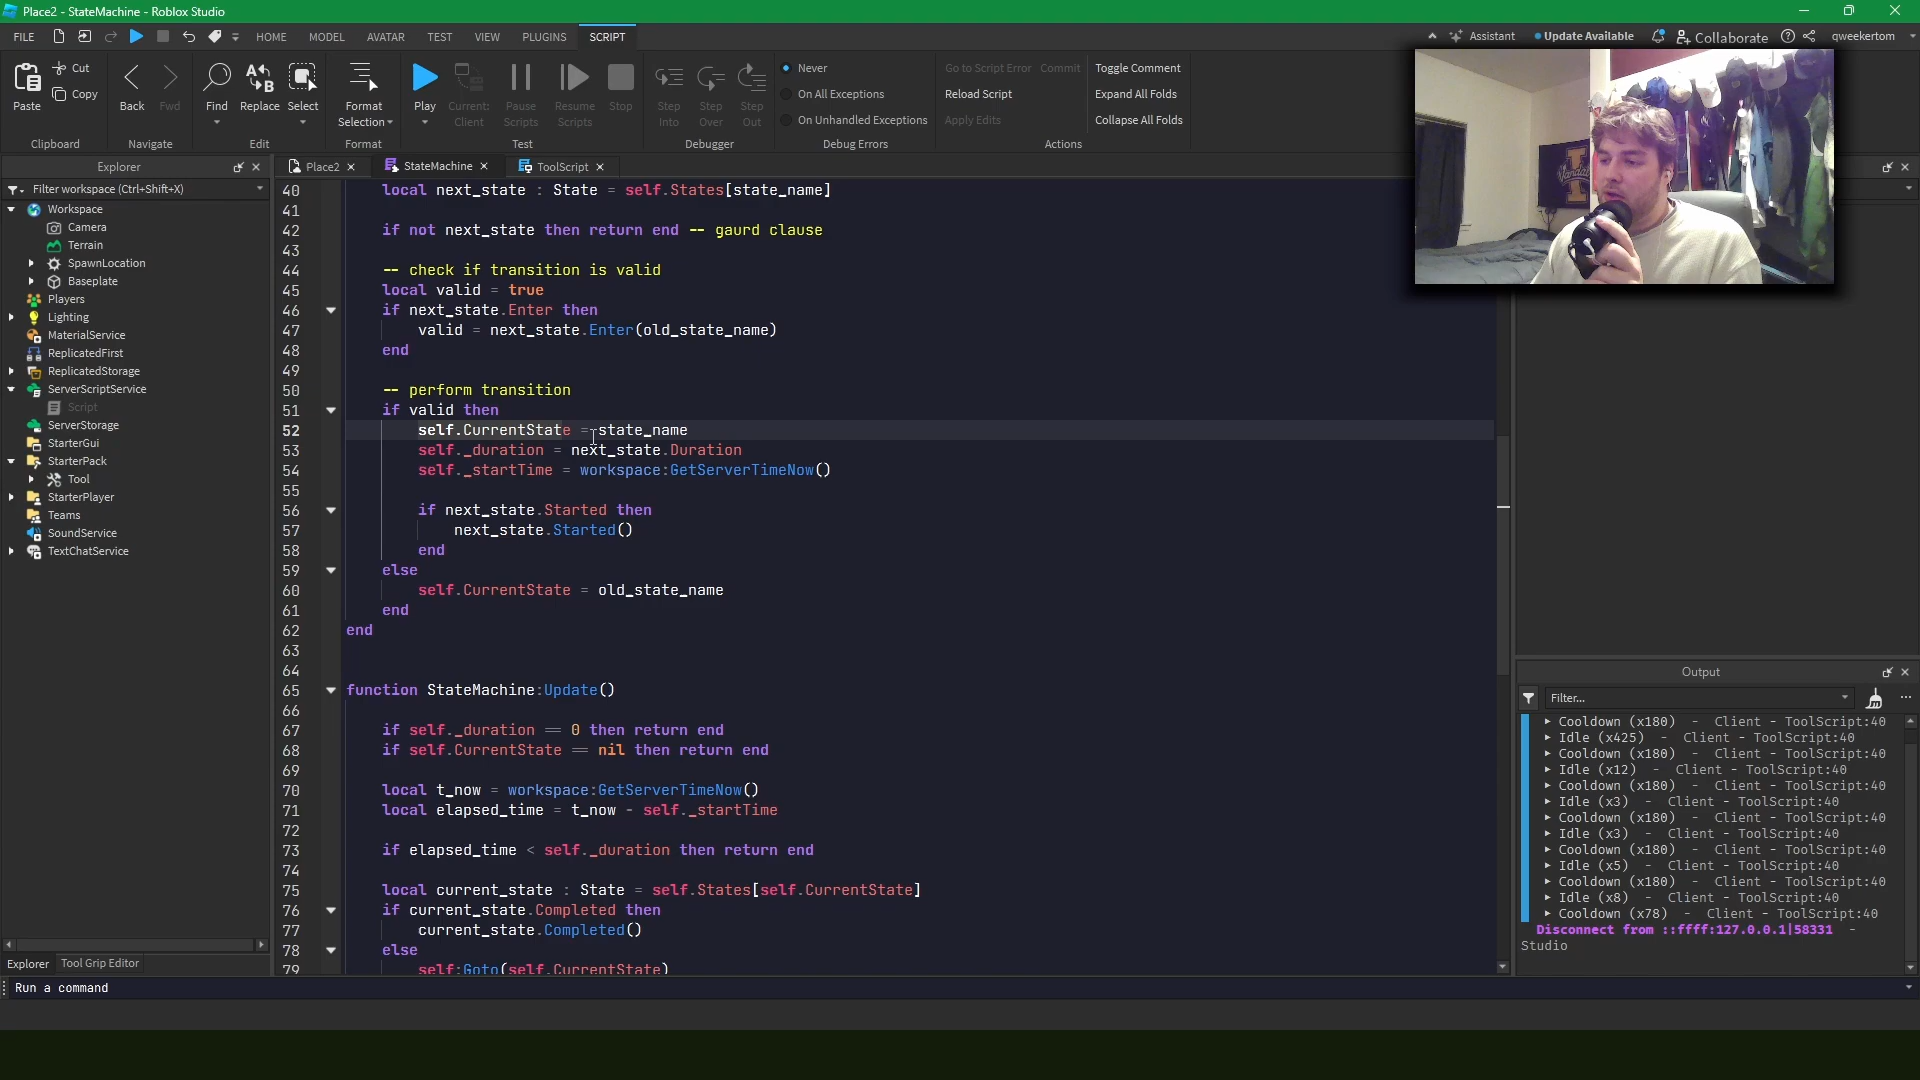 Place2 - StateMachine - Roblox Studio
FILE
HOME
MODEL
AVATAR
TEST
VIEW
PLUGINS
SCRIPT
Assistant
Update Available
Collaborate
qweekertom
Paste
Cut
Copy
Clipboard
Back
Fwd
Navigate
Find
Replace
Select
Edit
Format Selection
Format
Play
Current: Client
Pause Scripts
Resume Scripts
Stop
Test
Step Into
Step Over
Step Out
Debugger
Never
On All Exceptions
On Unhandled Exceptions
Debug Errors
Go to Script Error
Commit
Reload Script
Apply Edits
Toggle Comment
Expand All Folds
Collapse All Folds
Actions
Explorer
Filter workspace (Ctrl+Shift+X)
Workspace
Camera
Terrain
SpawnLocation
Baseplate
Players
Lighting
MaterialService
ReplicatedFirst
ReplicatedStorage
ServerScriptService
Script
ServerStorage
StarterGui
StarterPack
Tool
StarterPlayer
Teams
SoundService
TextChatService
Explorer
Tool Grip Editor
Place2
StateMachine
ToolScript
40 local next_state : State = self.States[state_name]
41
42 if not next_state then return end -- gaurd clause
43
44 -- check if transition is valid
45 local valid = true
46 if next_state.Enter then
47 valid = next_state.Enter(old_state_name)
48 end
49
50 -- perform transition
51 if valid then
52 self.CurrentState = state_name
53 self._duration = next_state.Duration
54 self._startTime = workspace:GetServerTimeNow()
55
56 if next_state.Started then
57 next_state.Started()
58 end
59 else
60 self.CurrentState = old_state_name
61 end
62 end
63
64
65 function StateMachine:Update()
66
67 if self._duration == 0 then return end
68 if self.CurrentState == nil then return end
69
70 local t_now = workspace:GetServerTimeNow()
71 local elapsed_time = t_now - self._startTime
72
73 if elapsed_time < self._duration then return end
74
75 local current_state : State = self.States[self.CurrentState]
76 if current_state.Completed then
77 current_state.Completed()
78 else
79 self:Goto(self.CurrentState)
Vandals
Output
Filter...
Cooldown (x180) - Client - ToolScript:40
Idle (x425) - Client - ToolScript:40
Cooldown (x180) - Client - ToolScript:40
Idle (x12) - Client - ToolScript:40
Cooldown (x180) - Client - ToolScript:40
Idle (x3) - Client - ToolScript:40
Cooldown (x180) - Client - ToolScript:40
Idle (x3) - Client - ToolScript:40
Cooldown (x180) - Client - ToolScript:40
Idle (x5) - Client - ToolScript:40
Cooldown (x180) - Client - ToolScript:40
Idle (x8) - Client - ToolScript:40
Cooldown (x78) - Client - ToolScript:40
Disconnect from ::ffff:127.0.0.1|58331 -
Studio
Run a command